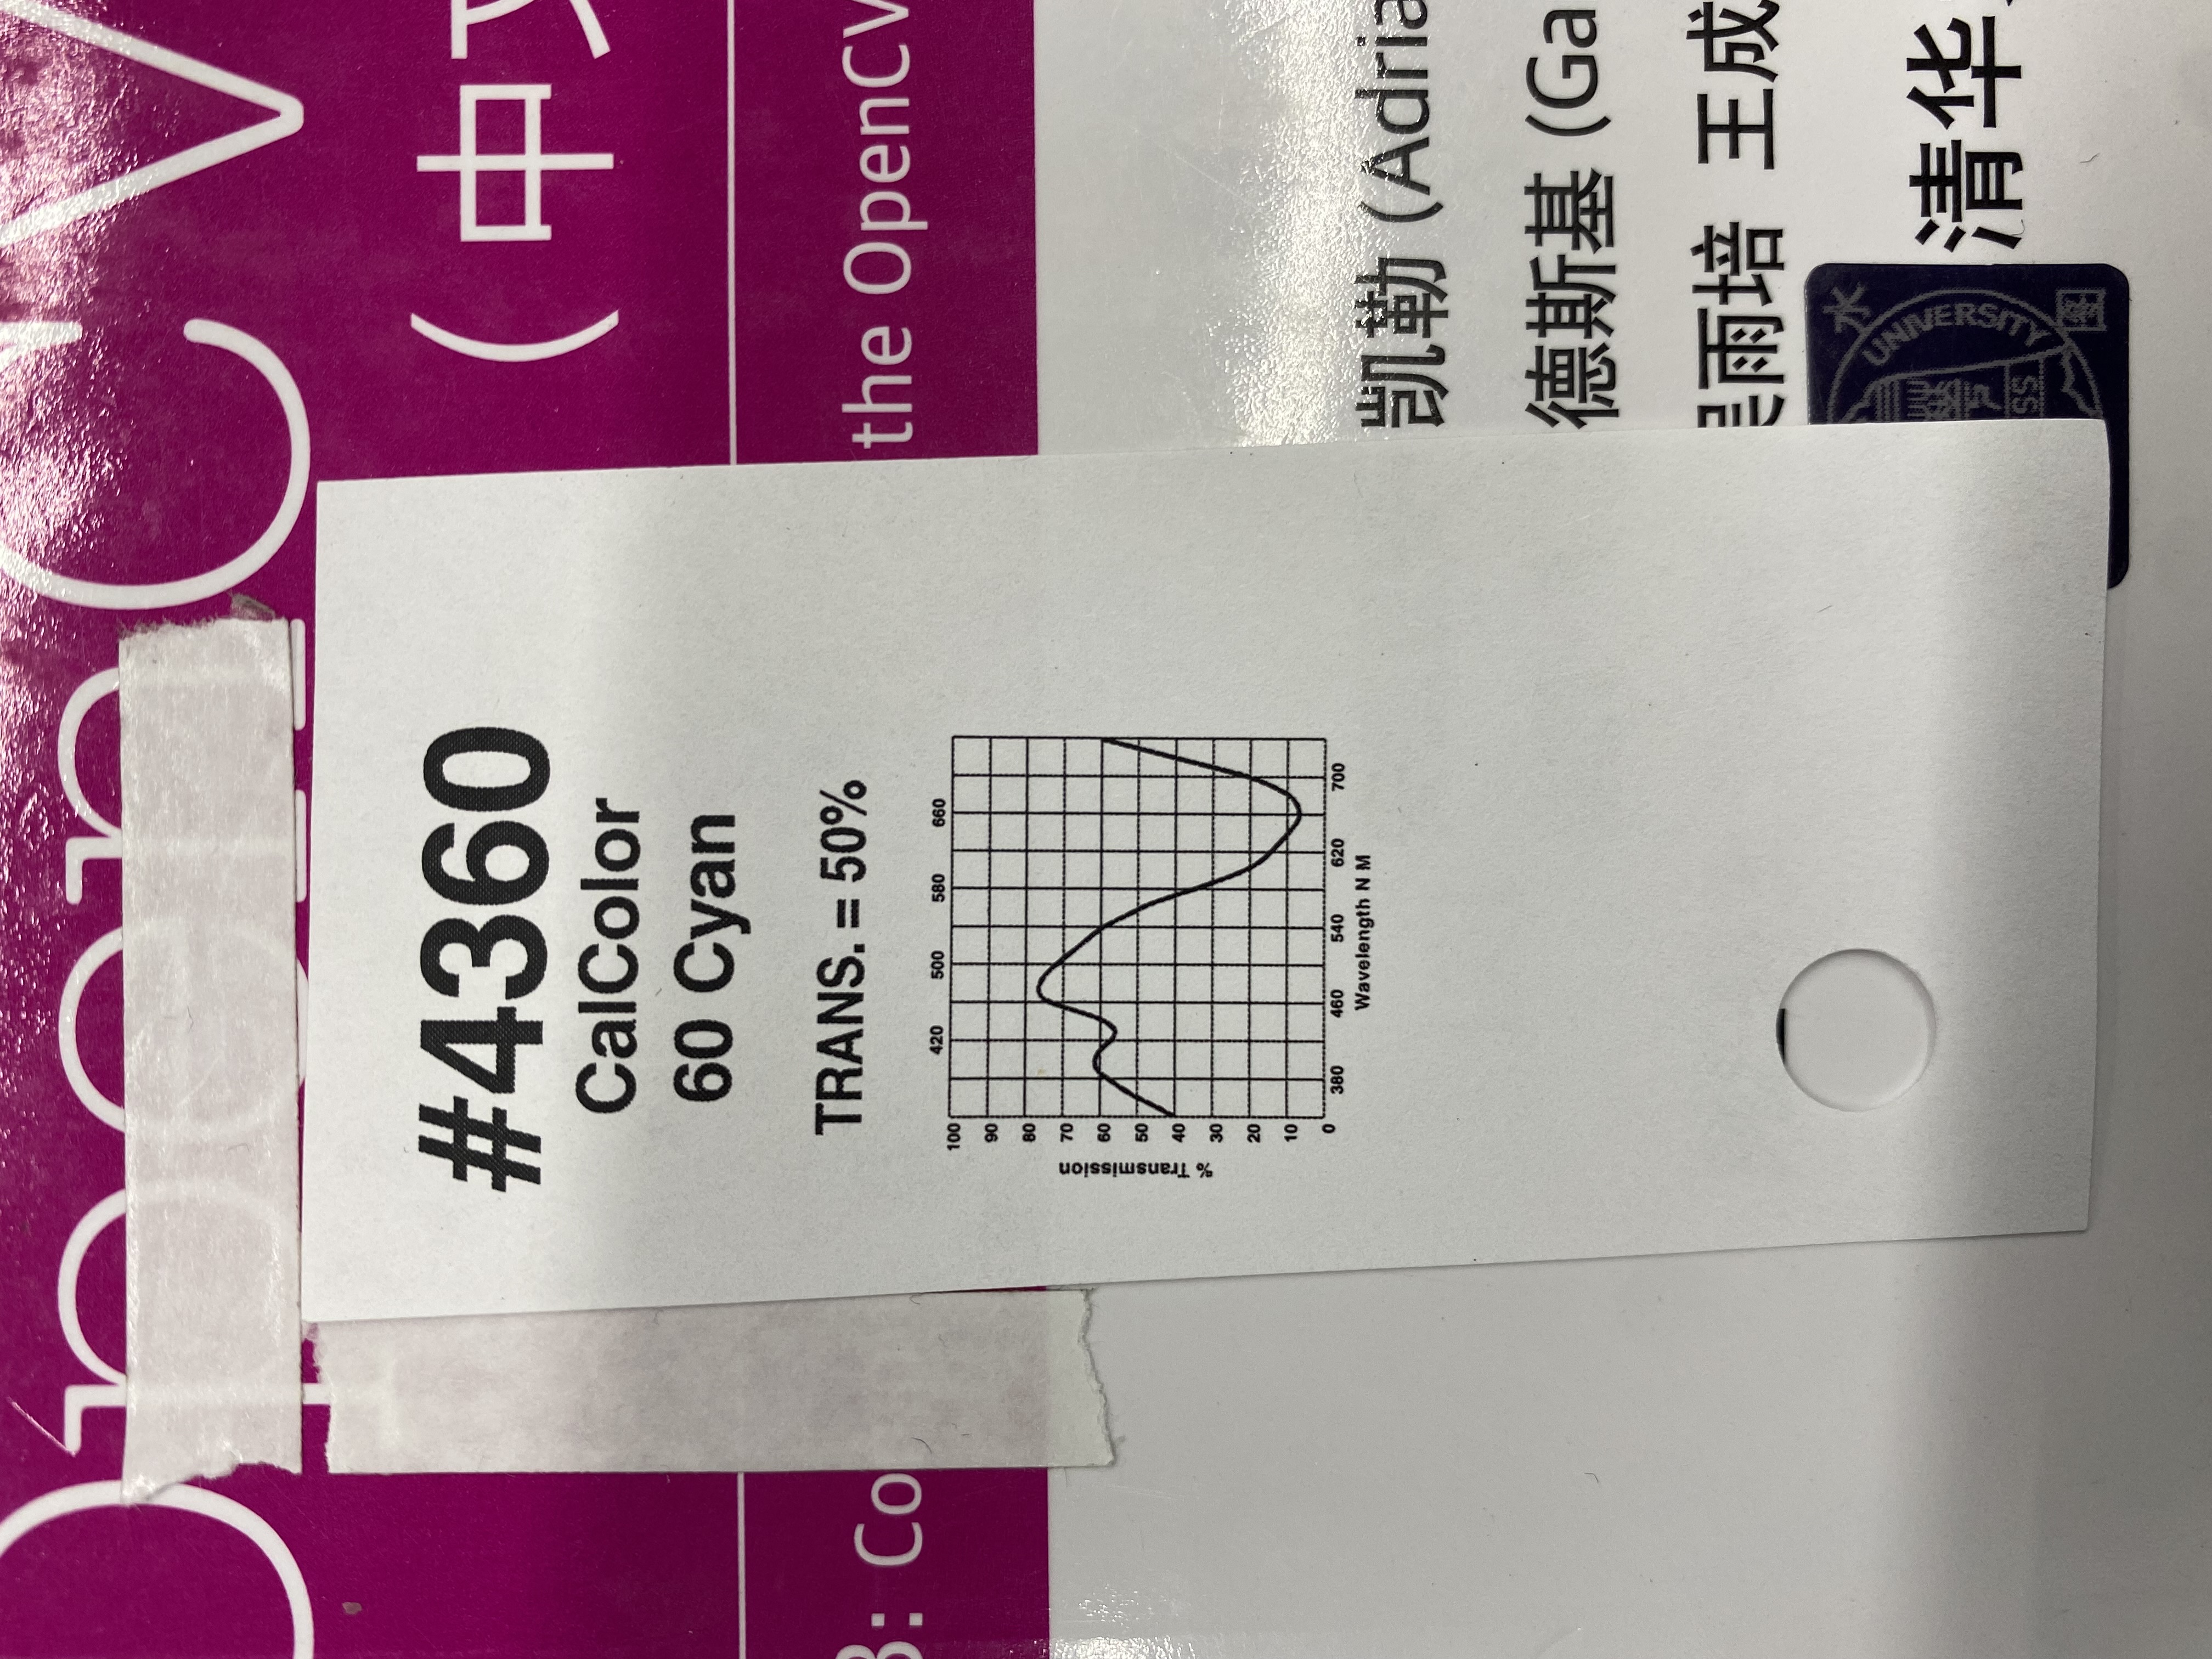 OpenCV
(中文
#4360
CalColor
60 Cyan
TRANS. = 50%
3: Co
the OpenCV
420 500 580 660
100
90
80
70
60
50
40
30
20
10
0
% Transmission
380 460 540 620 700
Wavelength N M
凯勒 (Adria
德斯基 (Ga
吴雨培 王成
水
UNIVERSITY
SS
清华